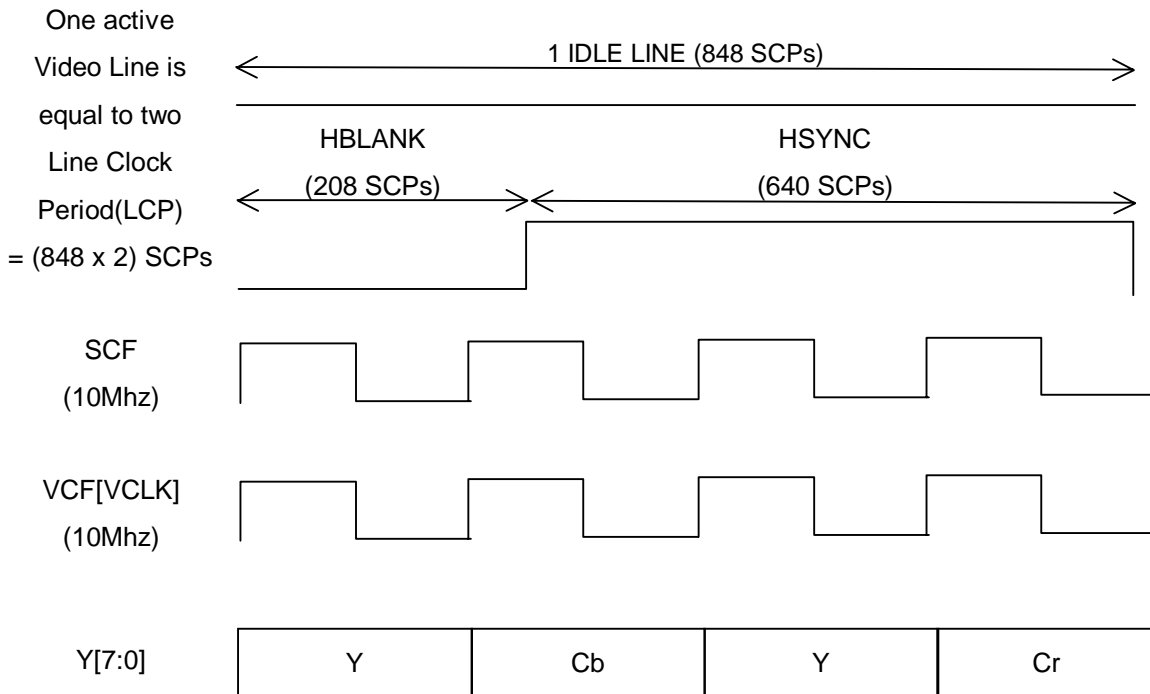 One active
Video Line is
equal to two
Line Clock
Period(LCP)
= (848 x 2) SCPs
1 IDLE LINE (848 SCPs)
HBLANK
(208 SCPs)
HSYNC
(640 SCPs)
SCF
(10Mhz)
VCF[VCLK]
(10Mhz)
Y[7:0]
Y
Cb
Y
Cr